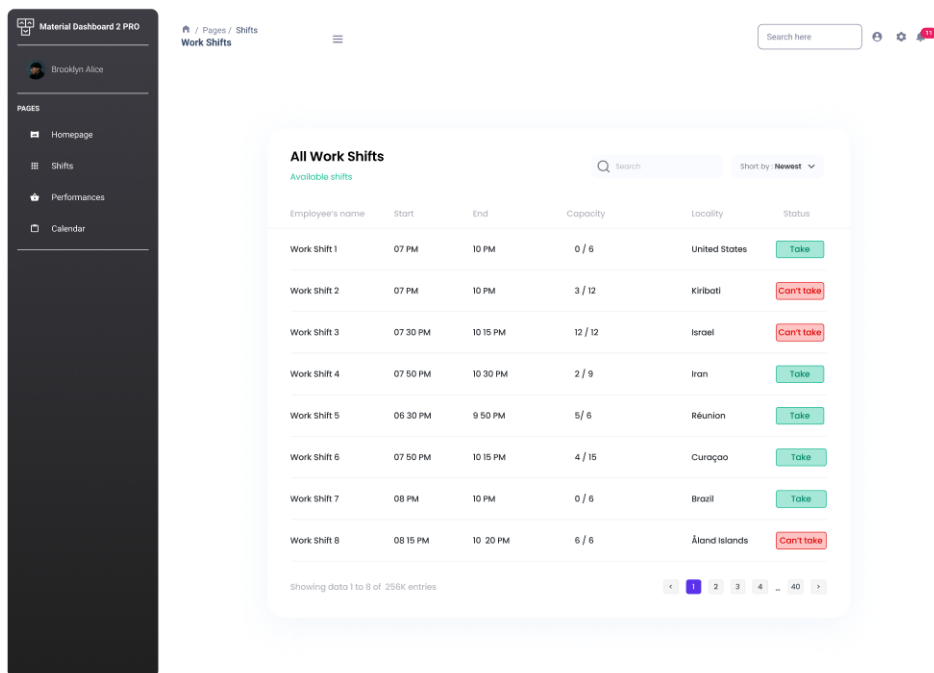 Material Dashboard 2 PRO
Brooklyn Alice
PAGES
Homepage
Shifts
Performances
Calendar
/ Pages / Shifts
Work Shifts
Search here
11
All Work Shifts
Available shifts
Search
Short by : Newest
Employee's name Start End Capacity Locality Status
Work Shift 1 07 PM 10 PM 0 / 6 United States Take
Work Shift 2 07 PM 10 PM 3 / 12 Kiribati Can't take
Work Shift 3 07 30 PM 10 15 PM 12 / 12 Israel Can't take
Work Shift 4 07 50 PM 10 30 PM 2 / 9 Iran Take
Work Shift 5 06 30 PM 9 50 PM 5/ 6 Réunion Take
Work Shift 6 07 50 PM 10 15 PM 4 / 15 Curaçao Take
Work Shift 7 08 PM 10 PM 0 / 6 Brazil Take
Work Shift 8 08 15 PM 10 20 PM 6 / 6 Åland Islands Can't take
Showing data 1 to 8 of 256K entries
< 1 2 3 4 ... 40 >